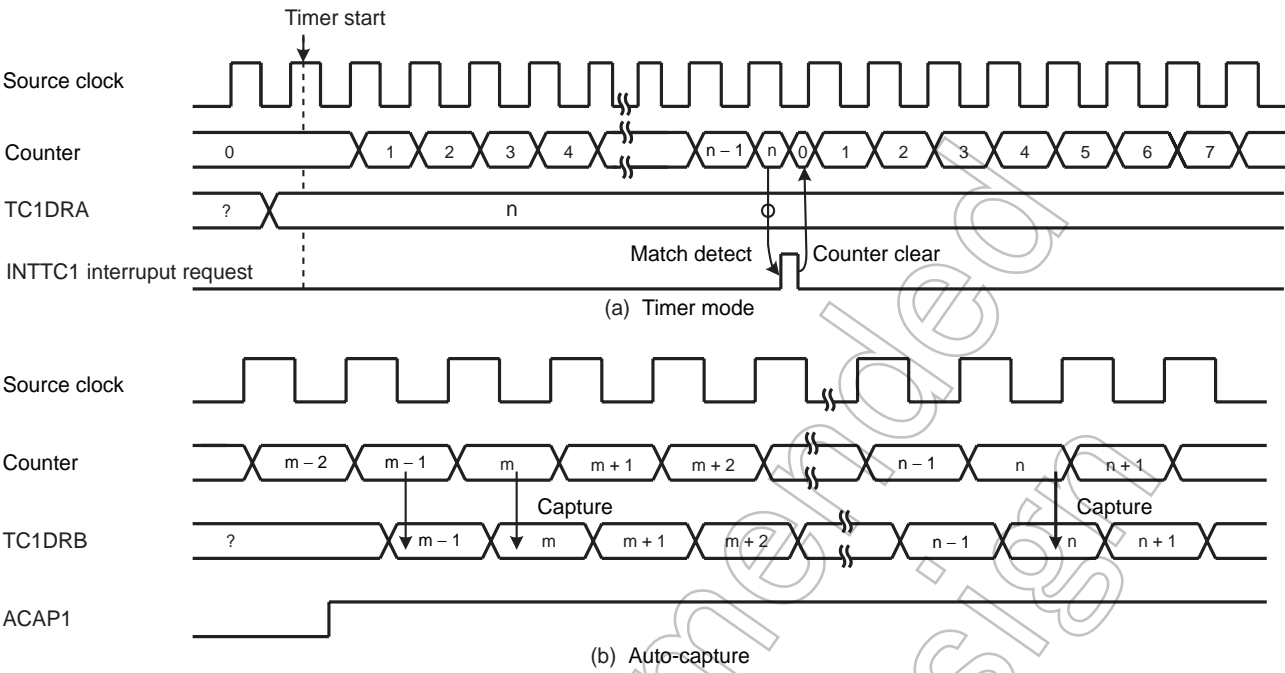 Timer start
Source clock
Counter 0 1 2 3 4 n – 1 n 0 1 2 3 4 5 6 7
TC1DRA ? n
Match detect Counter clear
INTTC1 interruput request
(a) Timer mode
Source clock
Counter m – 2 m – 1 m m + 1 m + 2 n – 1 n n + 1
Capture Capture
TC1DRB ? m – 1 m m + 1 m + 2 n – 1 n n + 1
ACAP1
(b) Auto-capture